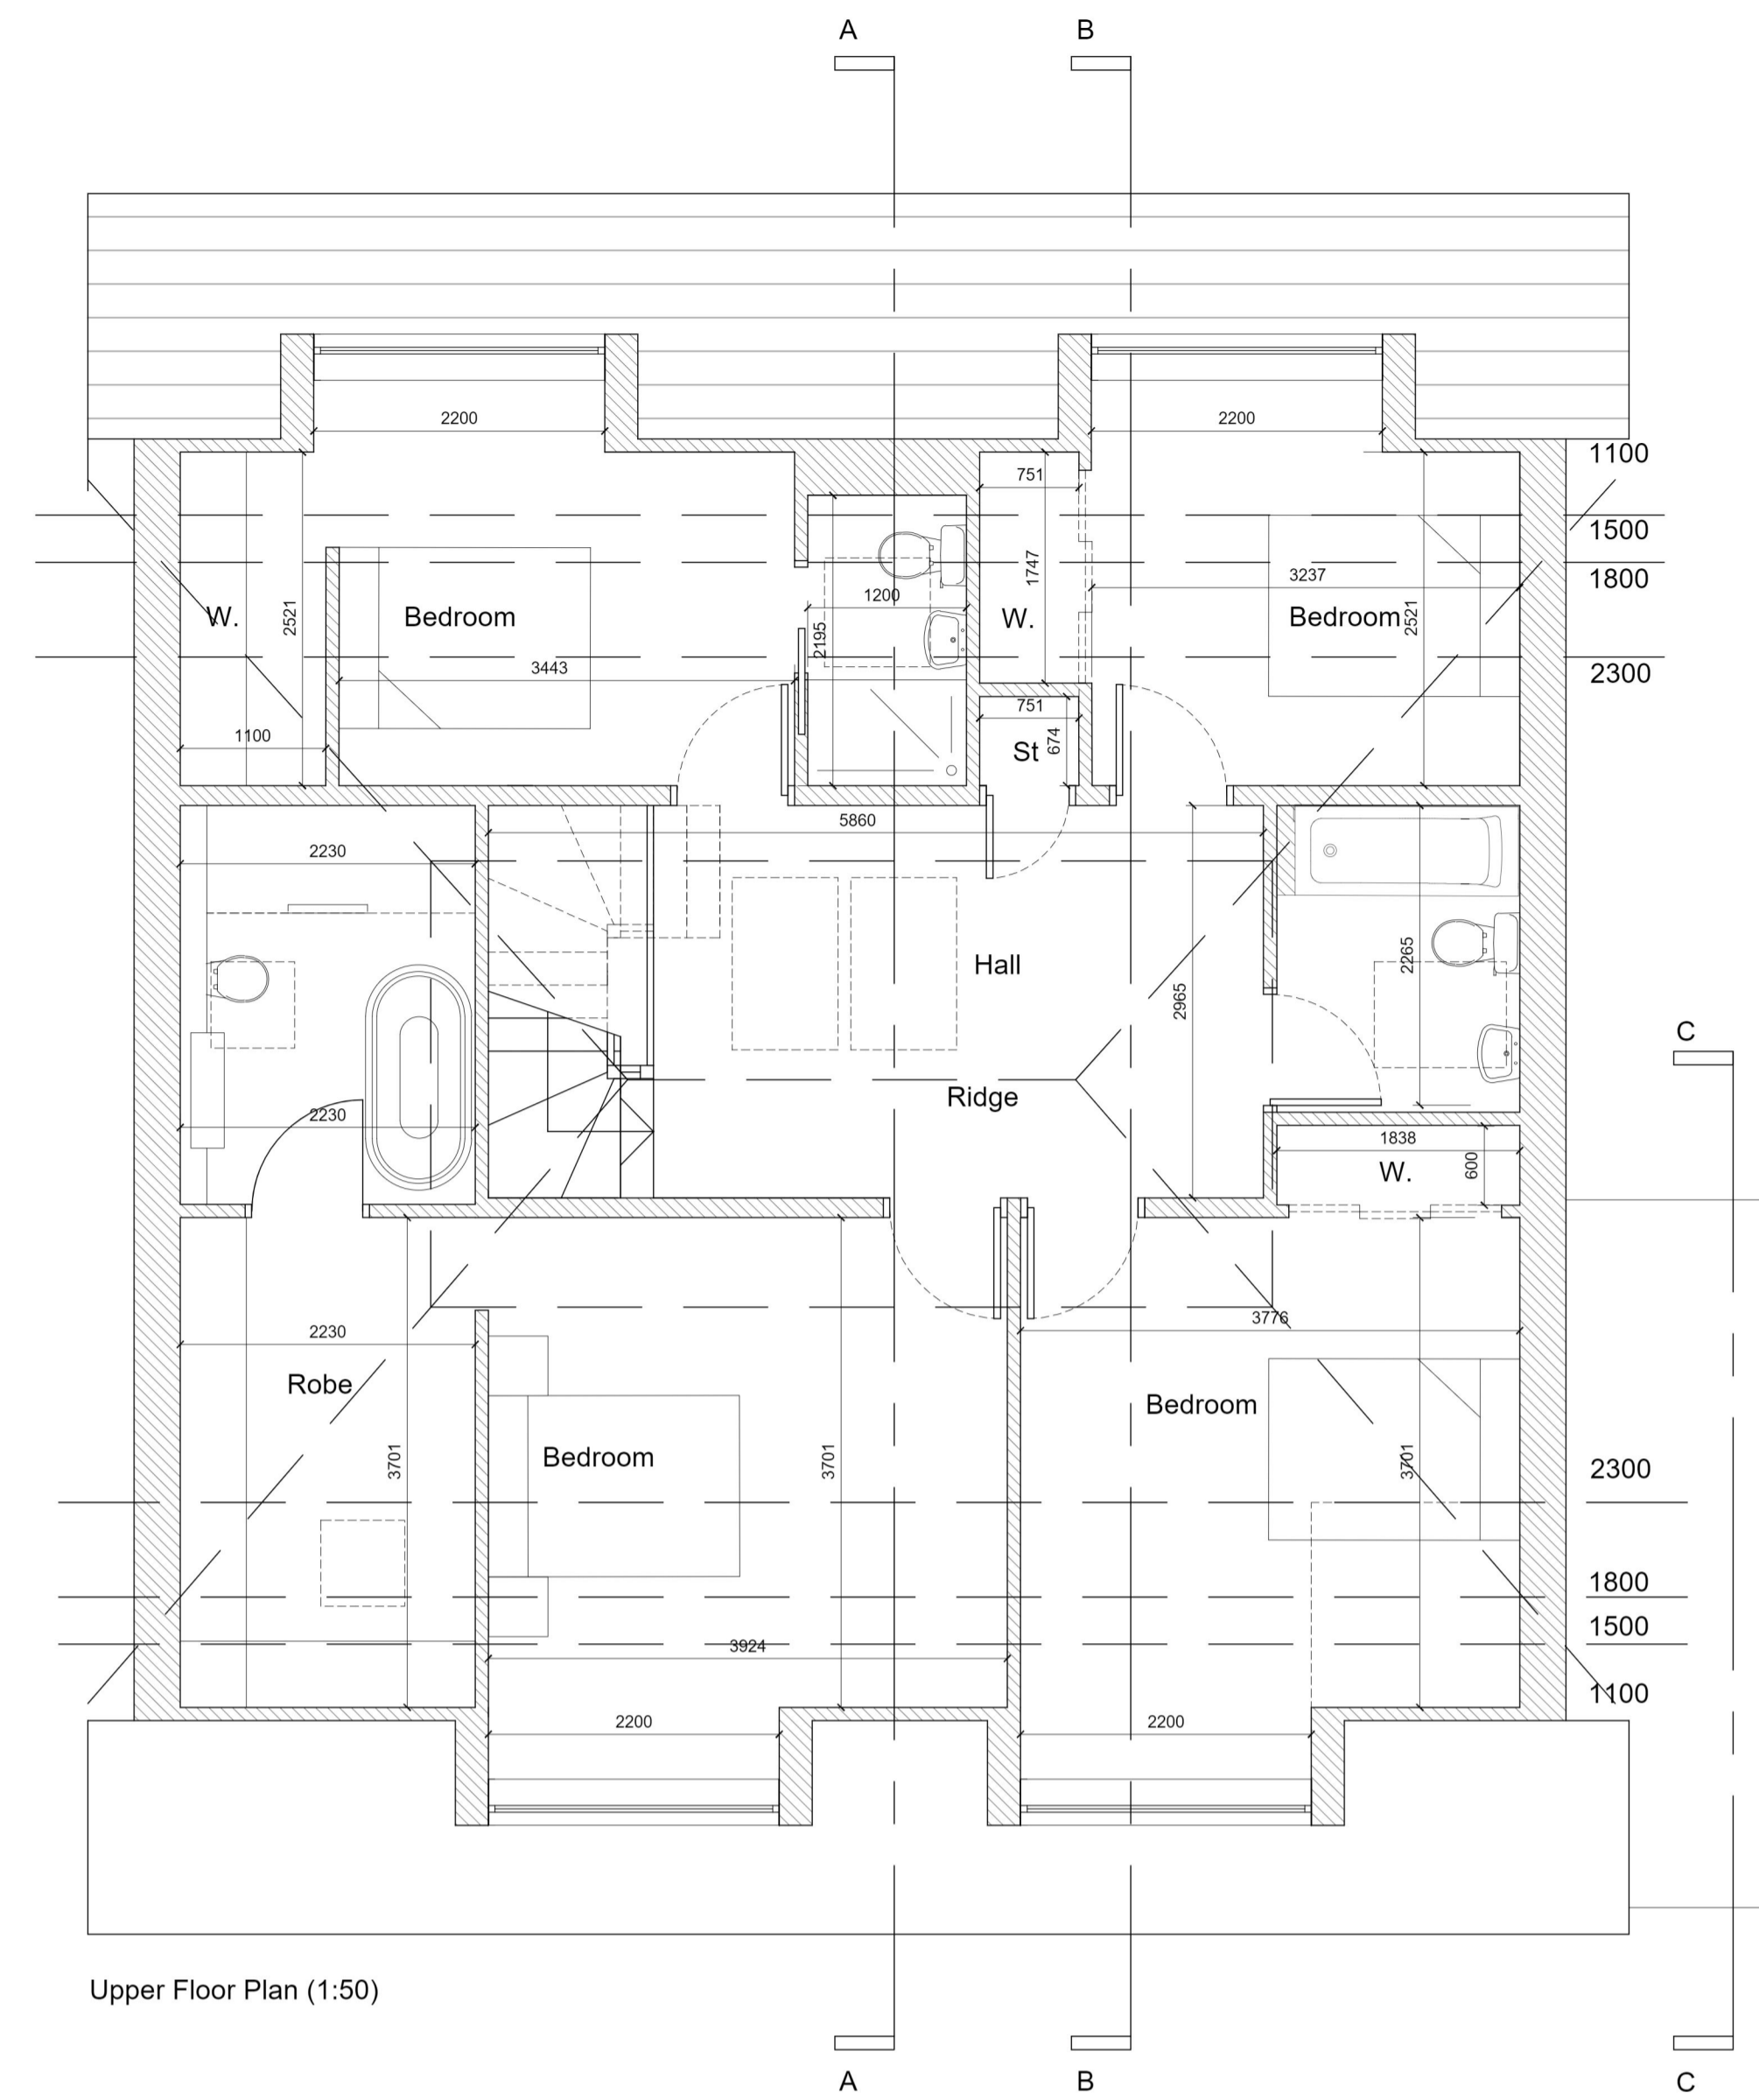 A
B
2200
2200
1100
751
1500
3237
1800
1747
1200
W.
2521
Bedroom
2195
W.
Bedroom
2521
3443
2300
751
1100
St
674
5860
2230
Hall
2265
2965
C
Ridge
2230
1838
W.
600
3776
2230
Robe
Bedroom
3701
Bedroom
3701
3701
2300
1800
1500
3924
1100
2200
2200
Upper Floor Plan (1:50)
A
B
C